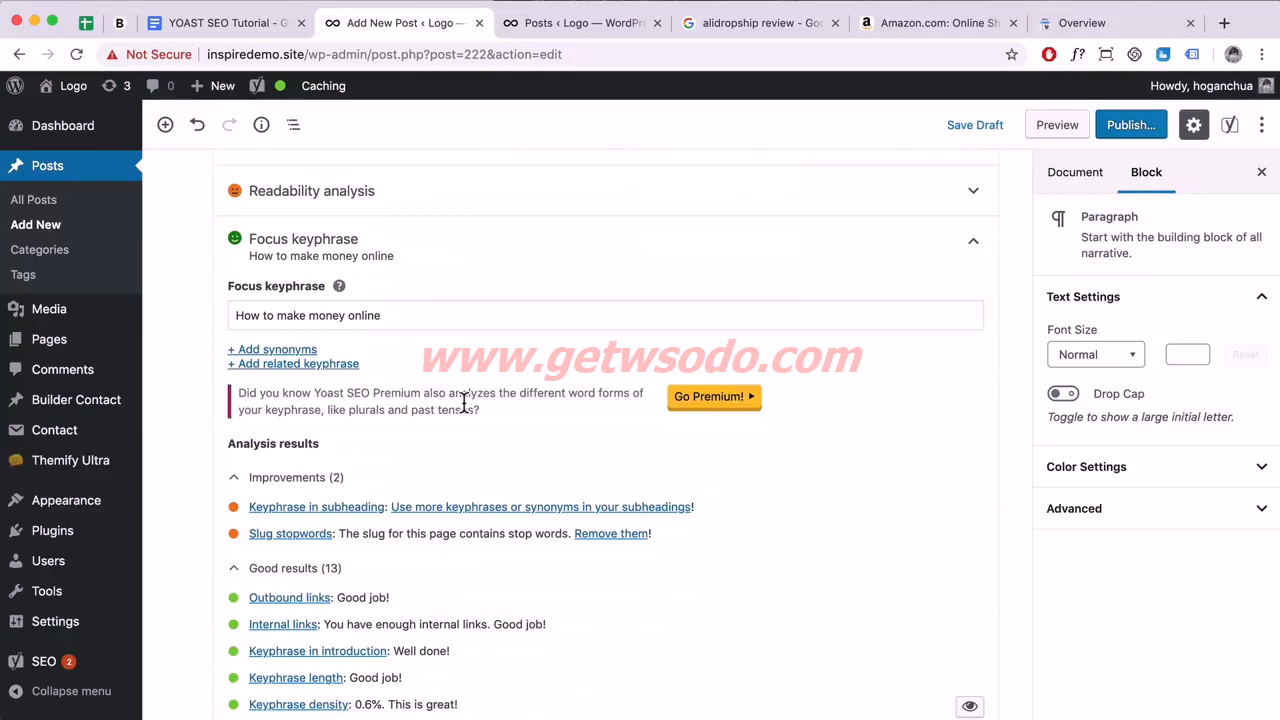 YOAST SEO Tutorial - G
Add New Post ‹ Logo —
Posts ‹ Logo — WordPr
alidropship review - Goo
Amazon.com: Online Sh
Overview
Not Secure inspiredemo.site/wp-admin/post.php?post=222&action=edit
Logo 3 0 New Caching Howdy, hoganchua
Dashboard
Posts
All Posts
Add New
Categories
Tags
Media
Pages
Comments
Builder Contact
Contact
Themify Ultra
Appearance
Plugins
Users
Tools
Settings
SEO 2
Collapse menu
Save Draft Preview Publish...
Readability analysis
Focus keyphrase
How to make money online
Focus keyphrase ?
How to make money online
+ Add synonyms
+ Add related keyphrase
www.getwsodo.com
Did you know Yoast SEO Premium also analyzes the different word forms of
your keyphrase, like plurals and past tenses?
Go Premium!
Analysis results
Improvements (2)
Keyphrase in subheading: Use more keyphrases or synonyms in your subheadings!
Slug stopwords: The slug for this page contains stop words. Remove them!
Good results (13)
Outbound links: Good job!
Internal links: You have enough internal links. Good job!
Keyphrase in introduction: Well done!
Keyphrase length: Good job!
Keyphrase density: 0.6%. This is great!
Document Block
Paragraph
Start with the building block of all
narrative.
Text Settings
Font Size
Normal Reset
Drop Cap
Toggle to show a large initial letter.
Color Settings
Advanced